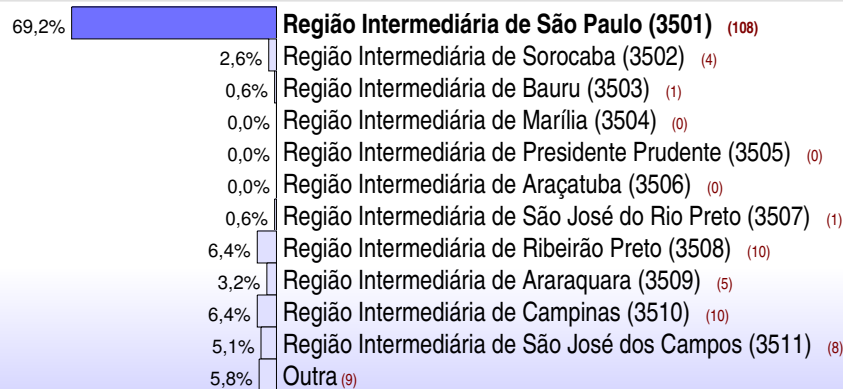 69,2% Região Intermediária de São Paulo (3501) (108)
2,6% Região Intermediária de Sorocaba (3502) (4)
0,6% Região Intermediária de Bauru (3503) (1)
0,0% Região Intermediária de Marília (3504) (0)
0,0% Região Intermediária de Presidente Prudente (3505) (0)
0,0% Região Intermediária de Araçatuba (3506) (0)
0,6% Região Intermediária de São José do Rio Preto (3507) (1)
6,4% Região Intermediária de Ribeirão Preto (3508) (10)
3,2% Região Intermediária de Araraquara (3509) (5)
6,4% Região Intermediária de Campinas (3510) (10)
5,1% Região Intermediária de São José dos Campos (3511) (8)
5,8% Outra (9)